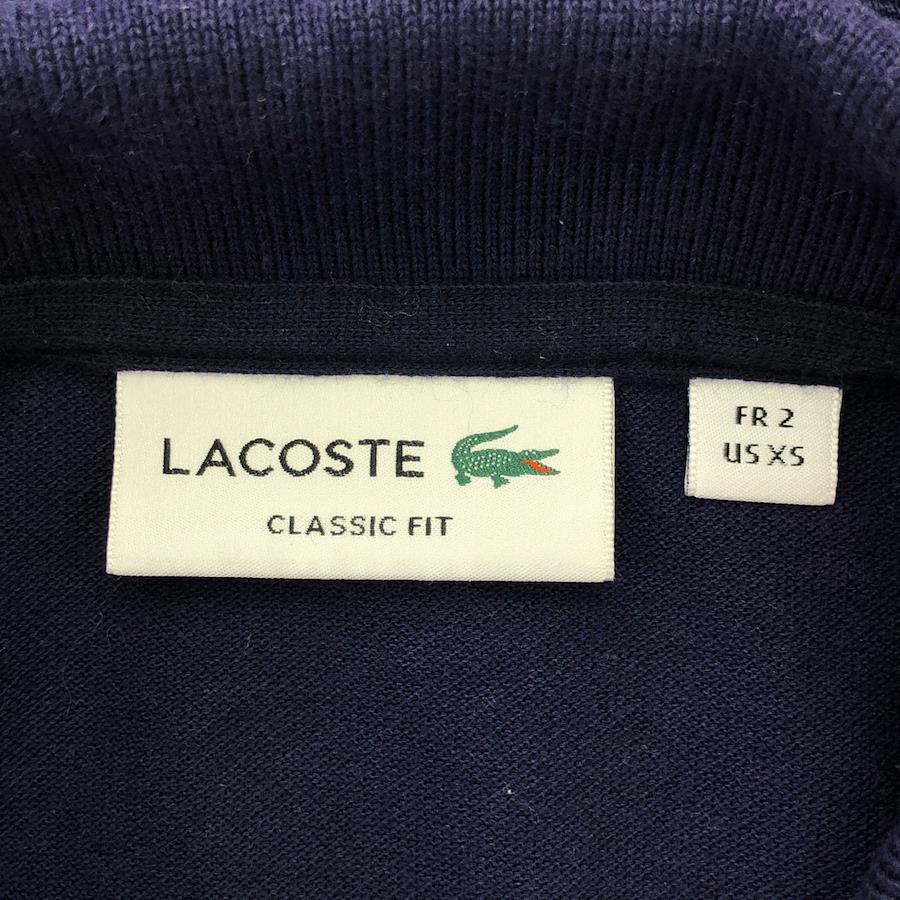 LACOSTE
CLASSIC FIT
FR 2
US XS